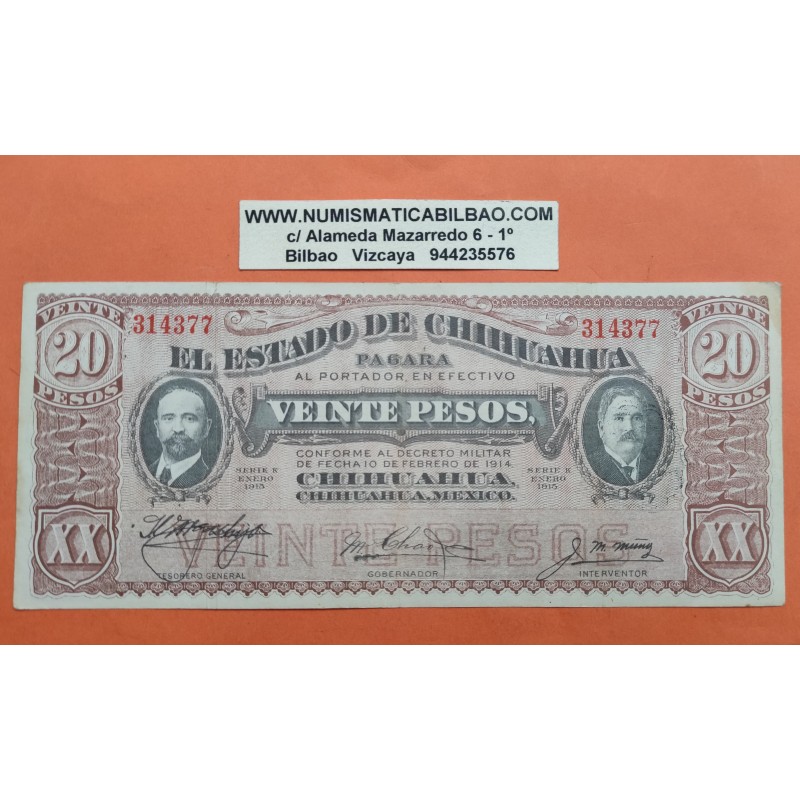 WWW.NUMISMATICABILBAO.COM
c/ Alameda Mazarredo 6 - 1º
Bilbao Vizcaya 944235576
VEINTE
20
PESOS
314377
314377
VEINTE
20
PESOS
EL ESTADO DE CHIHUAHUA
PAGARA
AL PORTADOR, EN EFECTIVO
VEINTE PESOS,
CONFORME AL DECRETO MILITAR
DE FECHA 10 DE FEBRERO DE 1914.
SERIE K
ENERO
1915
CHIHUAHUA,
CHIHUAHUA, MEXICO.
SERIE K
ENERO
1915
XX
VEINTE PESOS
XX
TESORERO GENERAL
GOBERNADOR
INTERVENTOR